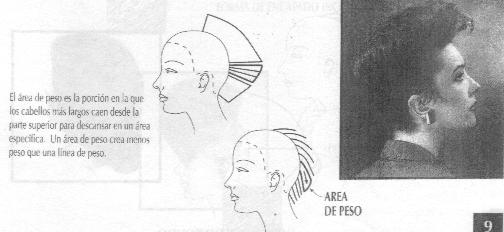 El área de peso es la porción en la que
los cabellos más largos caen desde la
parte superior para descansar en un área
específica. Un área de peso crea menos
peso que una línea de peso.
AREA
DE PESO
9